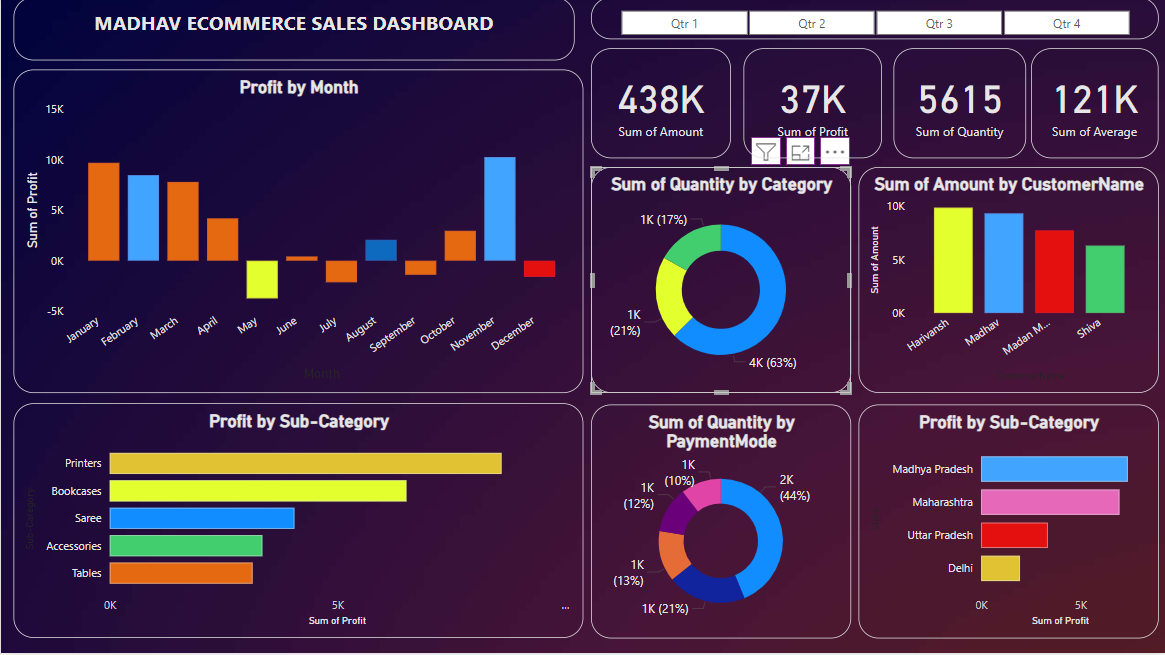 MADHAV ECOMMERCE SALES DASHBOARD
Qtr 1
Qtr 2
Qtr 3
Qtr 4
438K
Sum of Amount
37K
Sum of Profit
5615
Sum of Quantity
121K
Sum of Average
Profit by Month
15K
10K
5K
0K
-5K
Sum of Profit
January
February
March
April
May
June
July
August
September
October
November
December
Month
Sum of Quantity by Category
1K (17%)
1K
(21%)
4K (63%)
Sum of Amount by CustomerName
10K
5K
0K
Sum of Amount
Harivansh
Madhav
Madan M...
Shiva
Profit by Sub-Category
Sub-Category
Printers
Bookcases
Saree
Accessories
Tables
0K
5K
...
Sum of Profit
Sum of Quantity by
PaymentMode
1K
(10%)
2K
(44%)
1K
(12%)
1K
(13%)
1K (21%)
Profit by Sub-Category
Madhya Pradesh
Maharashtra
Uttar Pradesh
Delhi
0K
5K
Sum of Profit